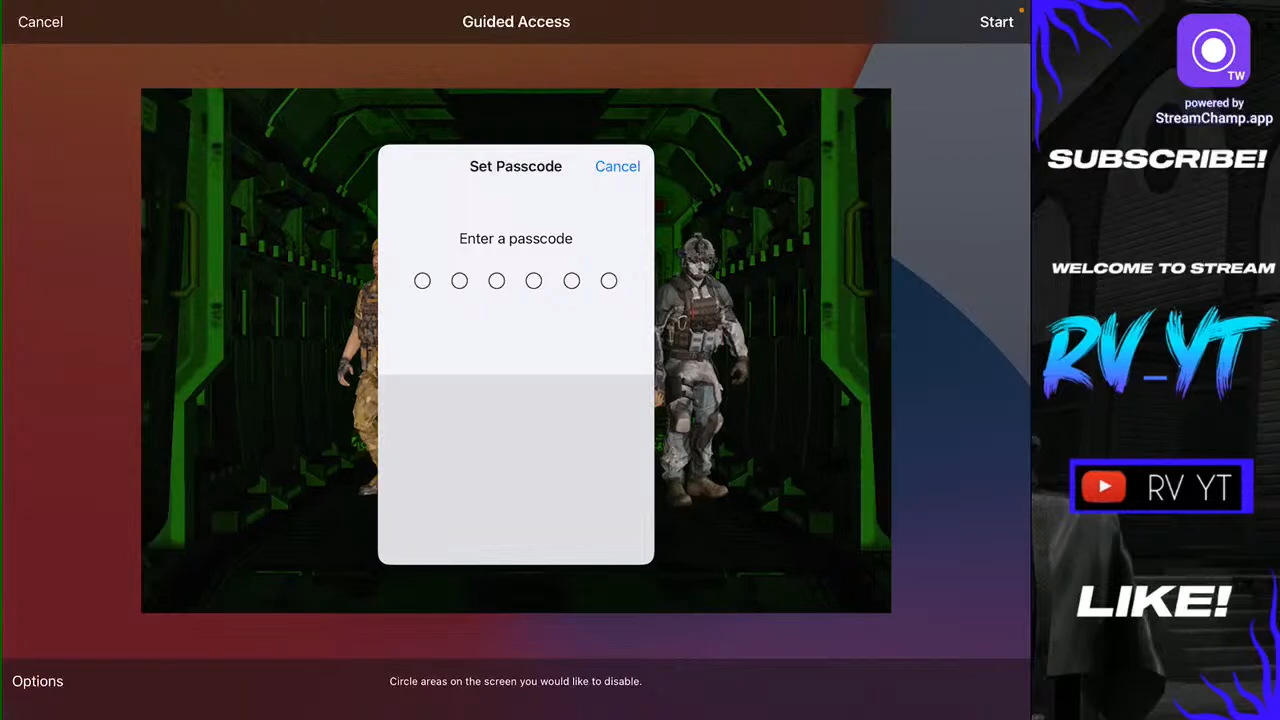 Cancel
Guided Access
Start
Set Passcode
Cancel
Enter a passcode
Options
Circle areas on the screen you would like to disable.
TW
powered by
StreamChamp.app
SUBSCRIBE!
WELCOME TO STREAM
RV_YT
RV YT
LIKE!